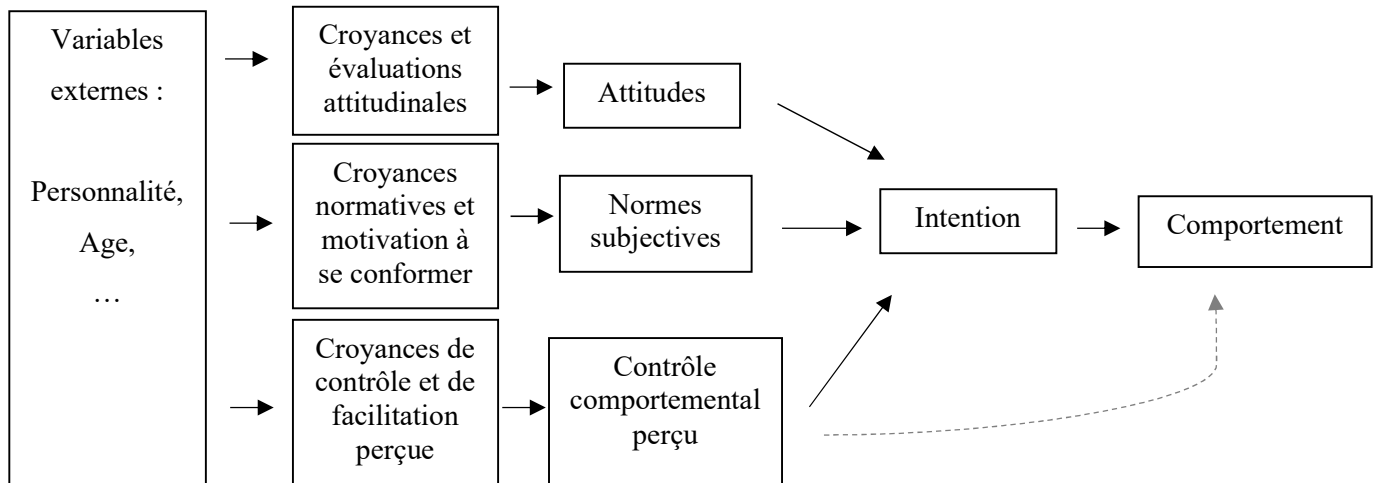 Variables
externes :
Personnalité,
Age,
…
Croyances et
évaluations
attitudinales
Croyances
normatives et
motivation à
se conformer
Croyances de
contrôle et de
facilitation
perçue
Attitudes
Normes
subjectives
Contrôle
comportemental
perçu
Intention
Comportement